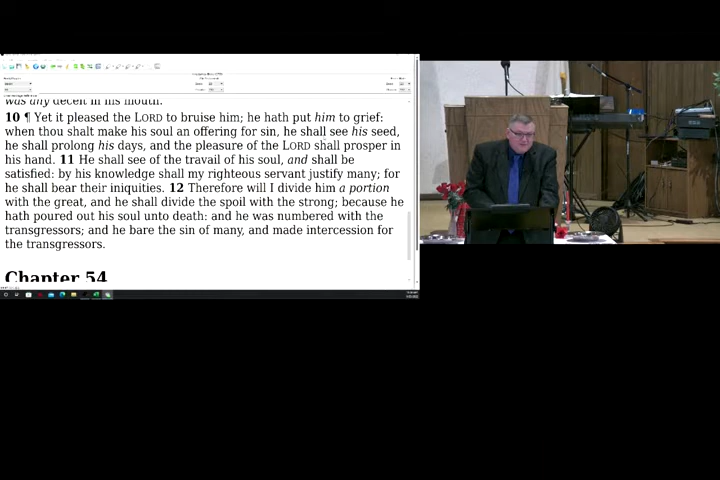 was any deceit in his mouth.
10 ¶ Yet it pleased the LORD to bruise him; he hath put him to grief:
when thou shalt make his soul an offering for sin, he shall see his seed,
he shall prolong his days, and the pleasure of the LORD shall prosper in
his hand. 11 He shall see of the travail of his soul, and shall be
satisfied: by his knowledge shall my righteous servant justify many; for
he shall bear their iniquities. 12 Therefore will I divide him a portion
with the great, and he shall divide the spoil with the strong; because he
hath poured out his soul unto death: and he was numbered with the
transgressors; and he bare the sin of many, and made intercession for
the transgressors.
Chapter 54